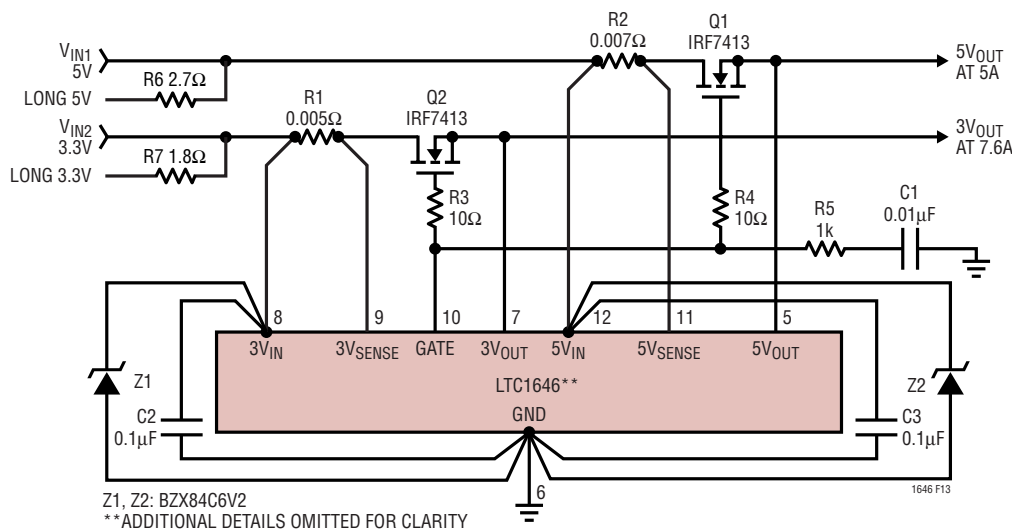 V_IN1
5V
LONG 5V
R6 2.7Ω
V_IN2
3.3V
LONG 3.3V
R7 1.8Ω
R1
0.005Ω
Q2
IRF7413
R2
0.007Ω
Q1
IRF7413
5V_OUT
AT 5A
3V_OUT
AT 7.6A
R3
10Ω
R4
10Ω
R5
1k
C1
0.01µF
8
9
10
7
12
11
5
3V_IN
3V_SENSE
GATE
3V_OUT
5V_IN
5V_SENSE
5V_OUT
LTC1646**
GND
Z1
C2
0.1µF
Z2
C3
0.1µF
6
1646 F13
Z1, Z2: BZX84C6V2
**ADDITIONAL DETAILS OMITTED FOR CLARITY